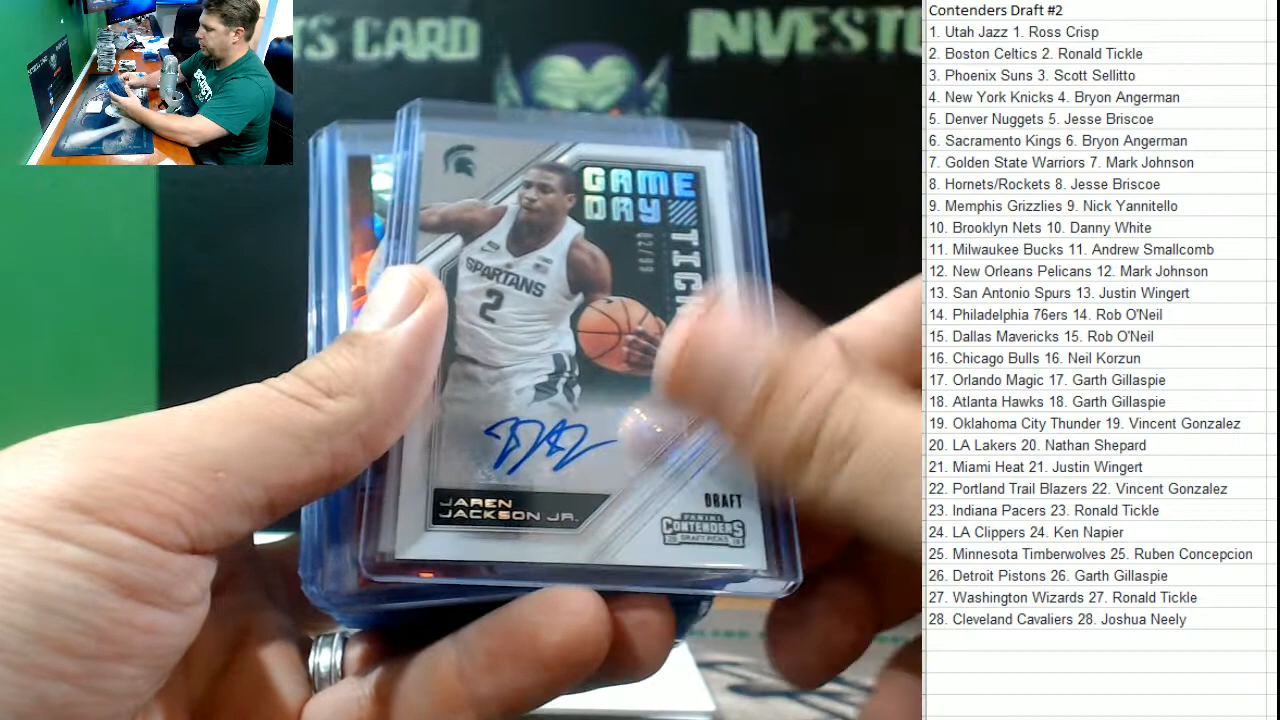 TS CARD INVESTO
GAME
DAY
TICK
02/99
SPARTANS
2
JAREN
JACKSON JR.
DRAFT
PANINI
CONTENDERS
DRAFT PICKS
Contenders Draft #2
1. Utah Jazz 1. Ross Crisp
2. Boston Celtics 2. Ronald Tickle
3. Phoenix Suns 3. Scott Sellitto
4. New York Knicks 4. Bryon Angerman
5. Denver Nuggets 5. Jesse Briscoe
6. Sacramento Kings 6. Bryon Angerman
7. Golden State Warriors 7. Mark Johnson
8. Hornets/Rockets 8. Jesse Briscoe
9. Memphis Grizzlies 9. Nick Yannitello
10. Brooklyn Nets 10. Danny White
11. Milwaukee Bucks 11. Andrew Smallcomb
12. New Orleans Pelicans 12. Mark Johnson
13. San Antonio Spurs 13. Justin Wingert
14. Philadelphia 76ers 14. Rob O'Neil
15. Dallas Mavericks 15. Rob O'Neil
16. Chicago Bulls 16. Neil Korzun
17. Orlando Magic 17. Garth Gillaspie
18. Atlanta Hawks 18. Garth Gillaspie
19. Oklahoma City Thunder 19. Vincent Gonzalez
20. LA Lakers 20. Nathan Shepard
21. Miami Heat 21. Justin Wingert
22. Portland Trail Blazers 22. Vincent Gonzalez
23. Indiana Pacers 23. Ronald Tickle
24. LA Clippers 24. Ken Napier
25. Minnesota Timberwolves 25. Ruben Concepcion
26. Detroit Pistons 26. Garth Gillaspie
27. Washington Wizards 27. Ronald Tickle
28. Cleveland Cavaliers 28. Joshua Neely